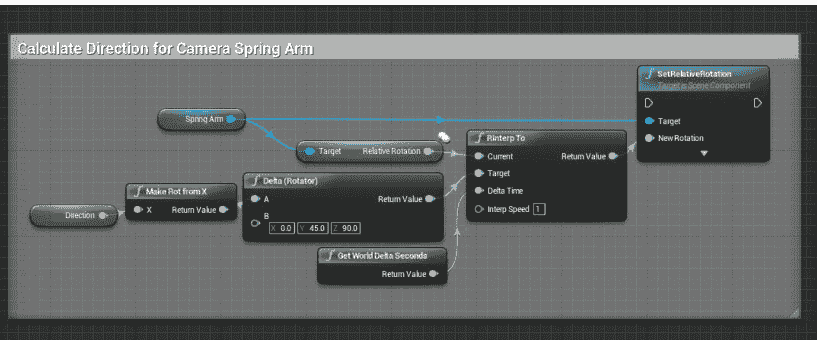 Calculate Direction for Camera Spring Arm
SetRelativeRotation
Target is Scene Component
Target
New Rotation
Spring Arm
Target Relative Rotation
RInterp To
Current Return Value
Target
Delta Time
Interp Speed 1
Make Rot from X
X Return Value
Direction
Delta (Rotator)
A Return Value
B
X 0.0 Y 45.0 Z 90.0
Get World Delta Seconds
Return Value